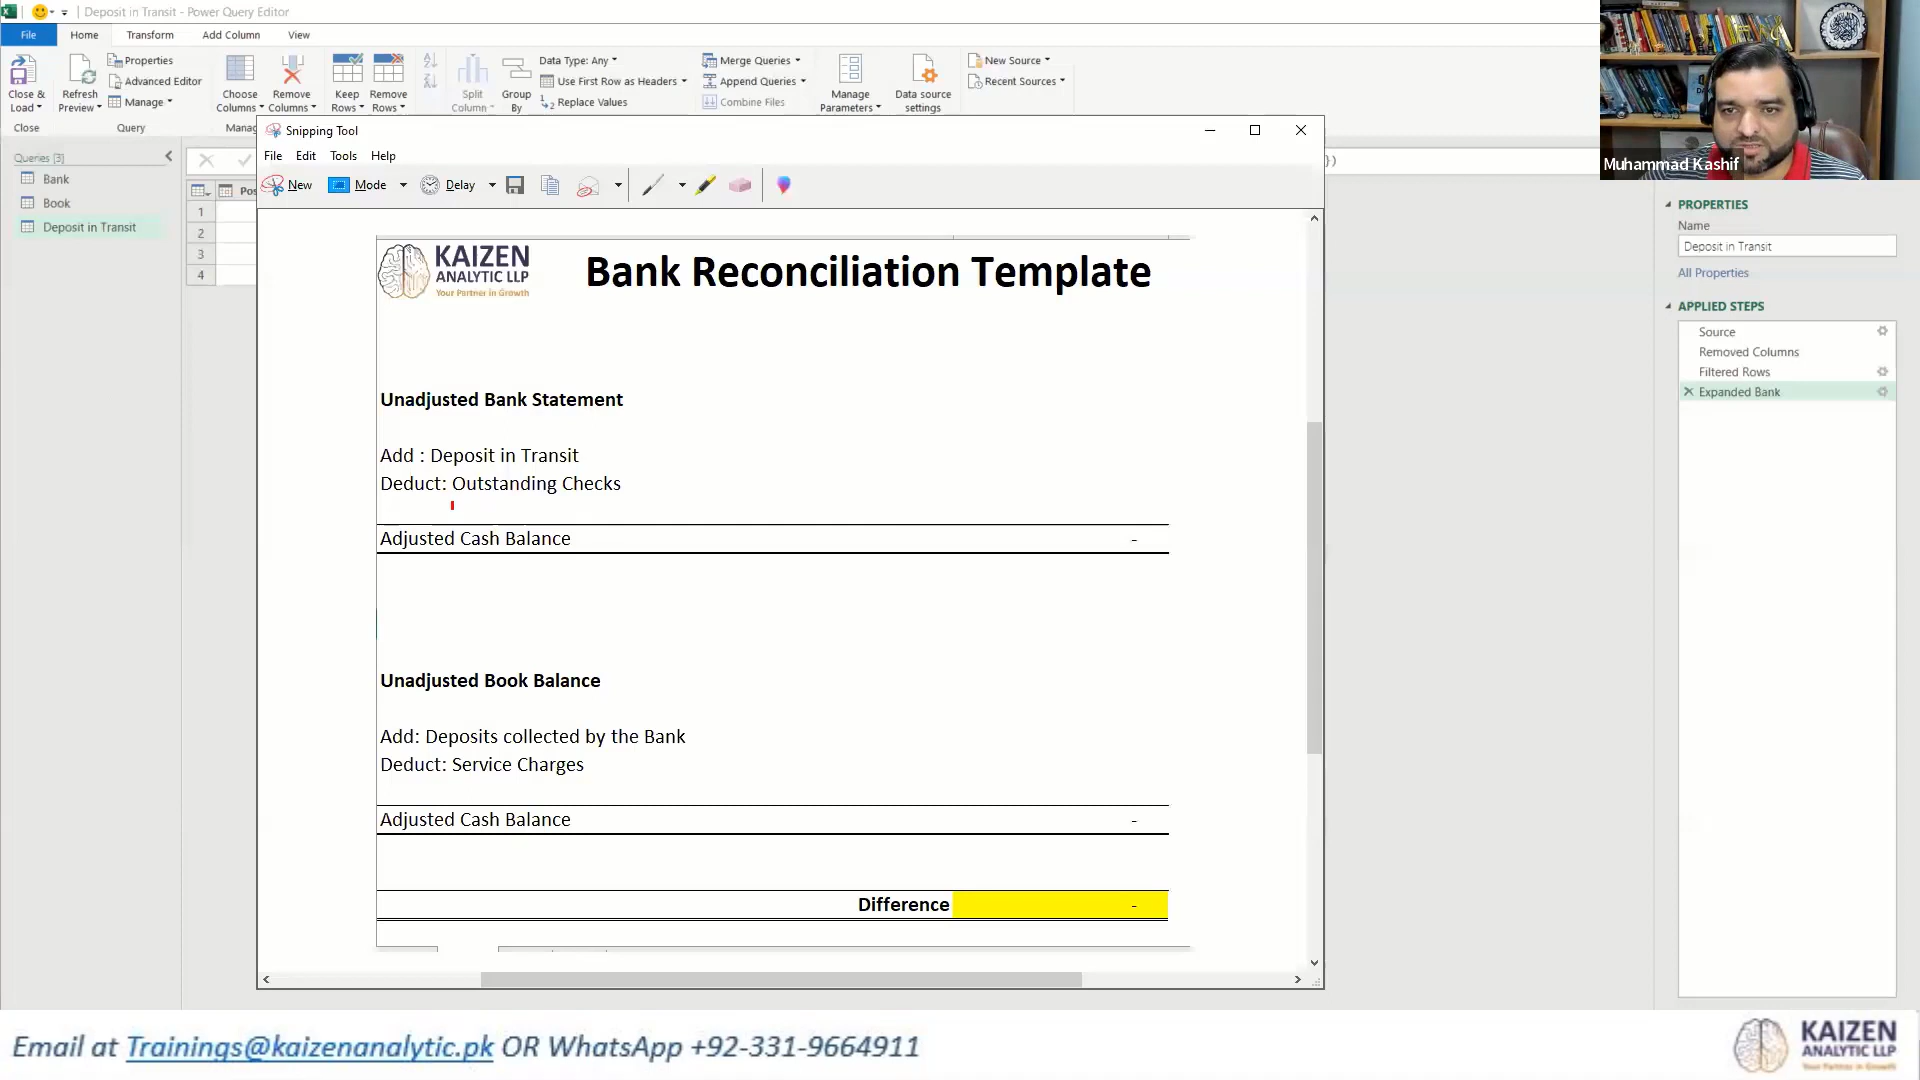 Deposit in Transit - Power Query Editor
File Home Transform Add Column View
Close & Load
Refresh Preview
Properties
Advanced Editor
Manage
Choose Columns
Remove Columns
Keep Rows
Remove Rows
Split Column
Group By
Data Type: Any
Use First Row as Headers
Replace Values
Merge Queries
Append Queries
Combine Files
Manage Parameters
Data source settings
New Source
Recent Sources
Close
Query
Manag
Muhammad Kashif
Queries [3]
Bank
Book
Deposit in Transit
Pos
1
2
3
4
})
Snipping Tool
File Edit Tools Help
New Mode Delay
KAIZEN
ANALYTIC LLP
Your Partner in Growth
Bank Reconciliation Template
Unadjusted Bank Statement
Add : Deposit in Transit
Deduct: Outstanding Checks
Adjusted Cash Balance -
Unadjusted Book Balance
Add: Deposits collected by the Bank
Deduct: Service Charges
Adjusted Cash Balance -
Difference -
PROPERTIES
Name
Deposit in Transit
All Properties
APPLIED STEPS
Source
Removed Columns
Filtered Rows
Expanded Bank
Email at Trainings@kaizenanalytic.pk OR WhatsApp +92-331-9664911
KAIZEN
ANALYTIC LLP
Your Partner in Growth